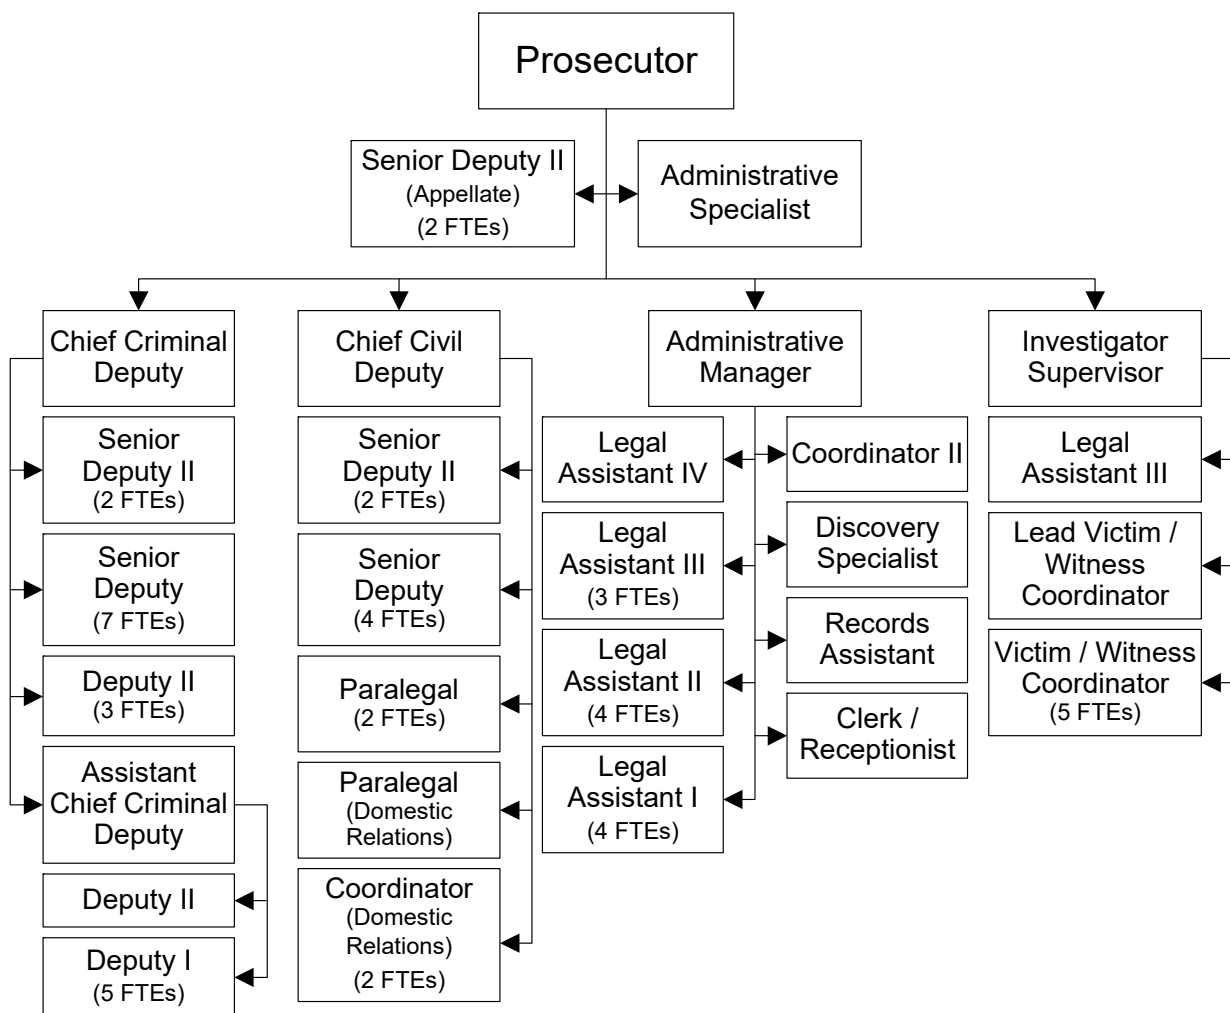 Prosecutor
Senior Deputy II
(Appellate)
(2 FTEs)
Administrative
Specialist
Chief Criminal
Deputy
Senior
Deputy II
(2 FTEs)
Senior
Deputy
(7 FTEs)
Deputy II
(3 FTEs)
Assistant
Chief Criminal
Deputy
Deputy II
Deputy I
(5 FTEs)
Chief Civil
Deputy
Senior
Deputy II
(2 FTEs)
Senior
Deputy
(4 FTEs)
Paralegal
(2 FTEs)
Paralegal
(Domestic
Relations)
Coordinator
(Domestic
Relations)
(2 FTEs)
Administrative
Manager
Legal
Assistant IV
Legal
Assistant III
(3 FTEs)
Legal
Assistant II
(4 FTEs)
Legal
Assistant I
(4 FTEs)
Coordinator II
Discovery
Specialist
Records
Assistant
Clerk /
Receptionist
Investigator
Supervisor
Legal
Assistant III
Lead Victim /
Witness
Coordinator
Victim / Witness
Coordinator
(5 FTEs)